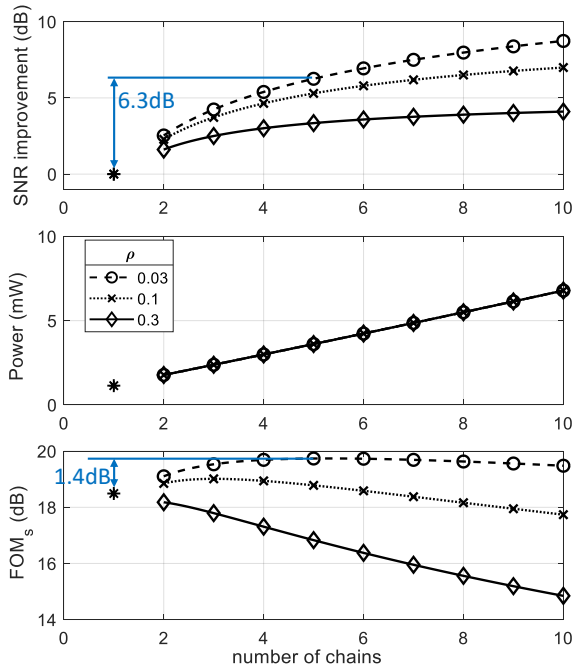 10
5
0
SNR improvement (dB)
6.3dB
0 2 4 6 8 10
10
5
0
Power (mW)
ρ
0.03
0.1
0.3
0 2 4 6 8 10
20
18
16
14
FOMs (dB)
1.4dB
0 2 4 6 8 10
number of chains